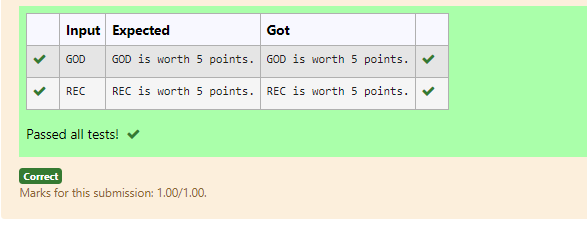 Input Expected Got
GOD GOD is worth 5 points. GOD is worth 5 points.
REC REC is worth 5 points. REC is worth 5 points.
Passed all tests!
Correct
Marks for this submission: 1.00/1.00.